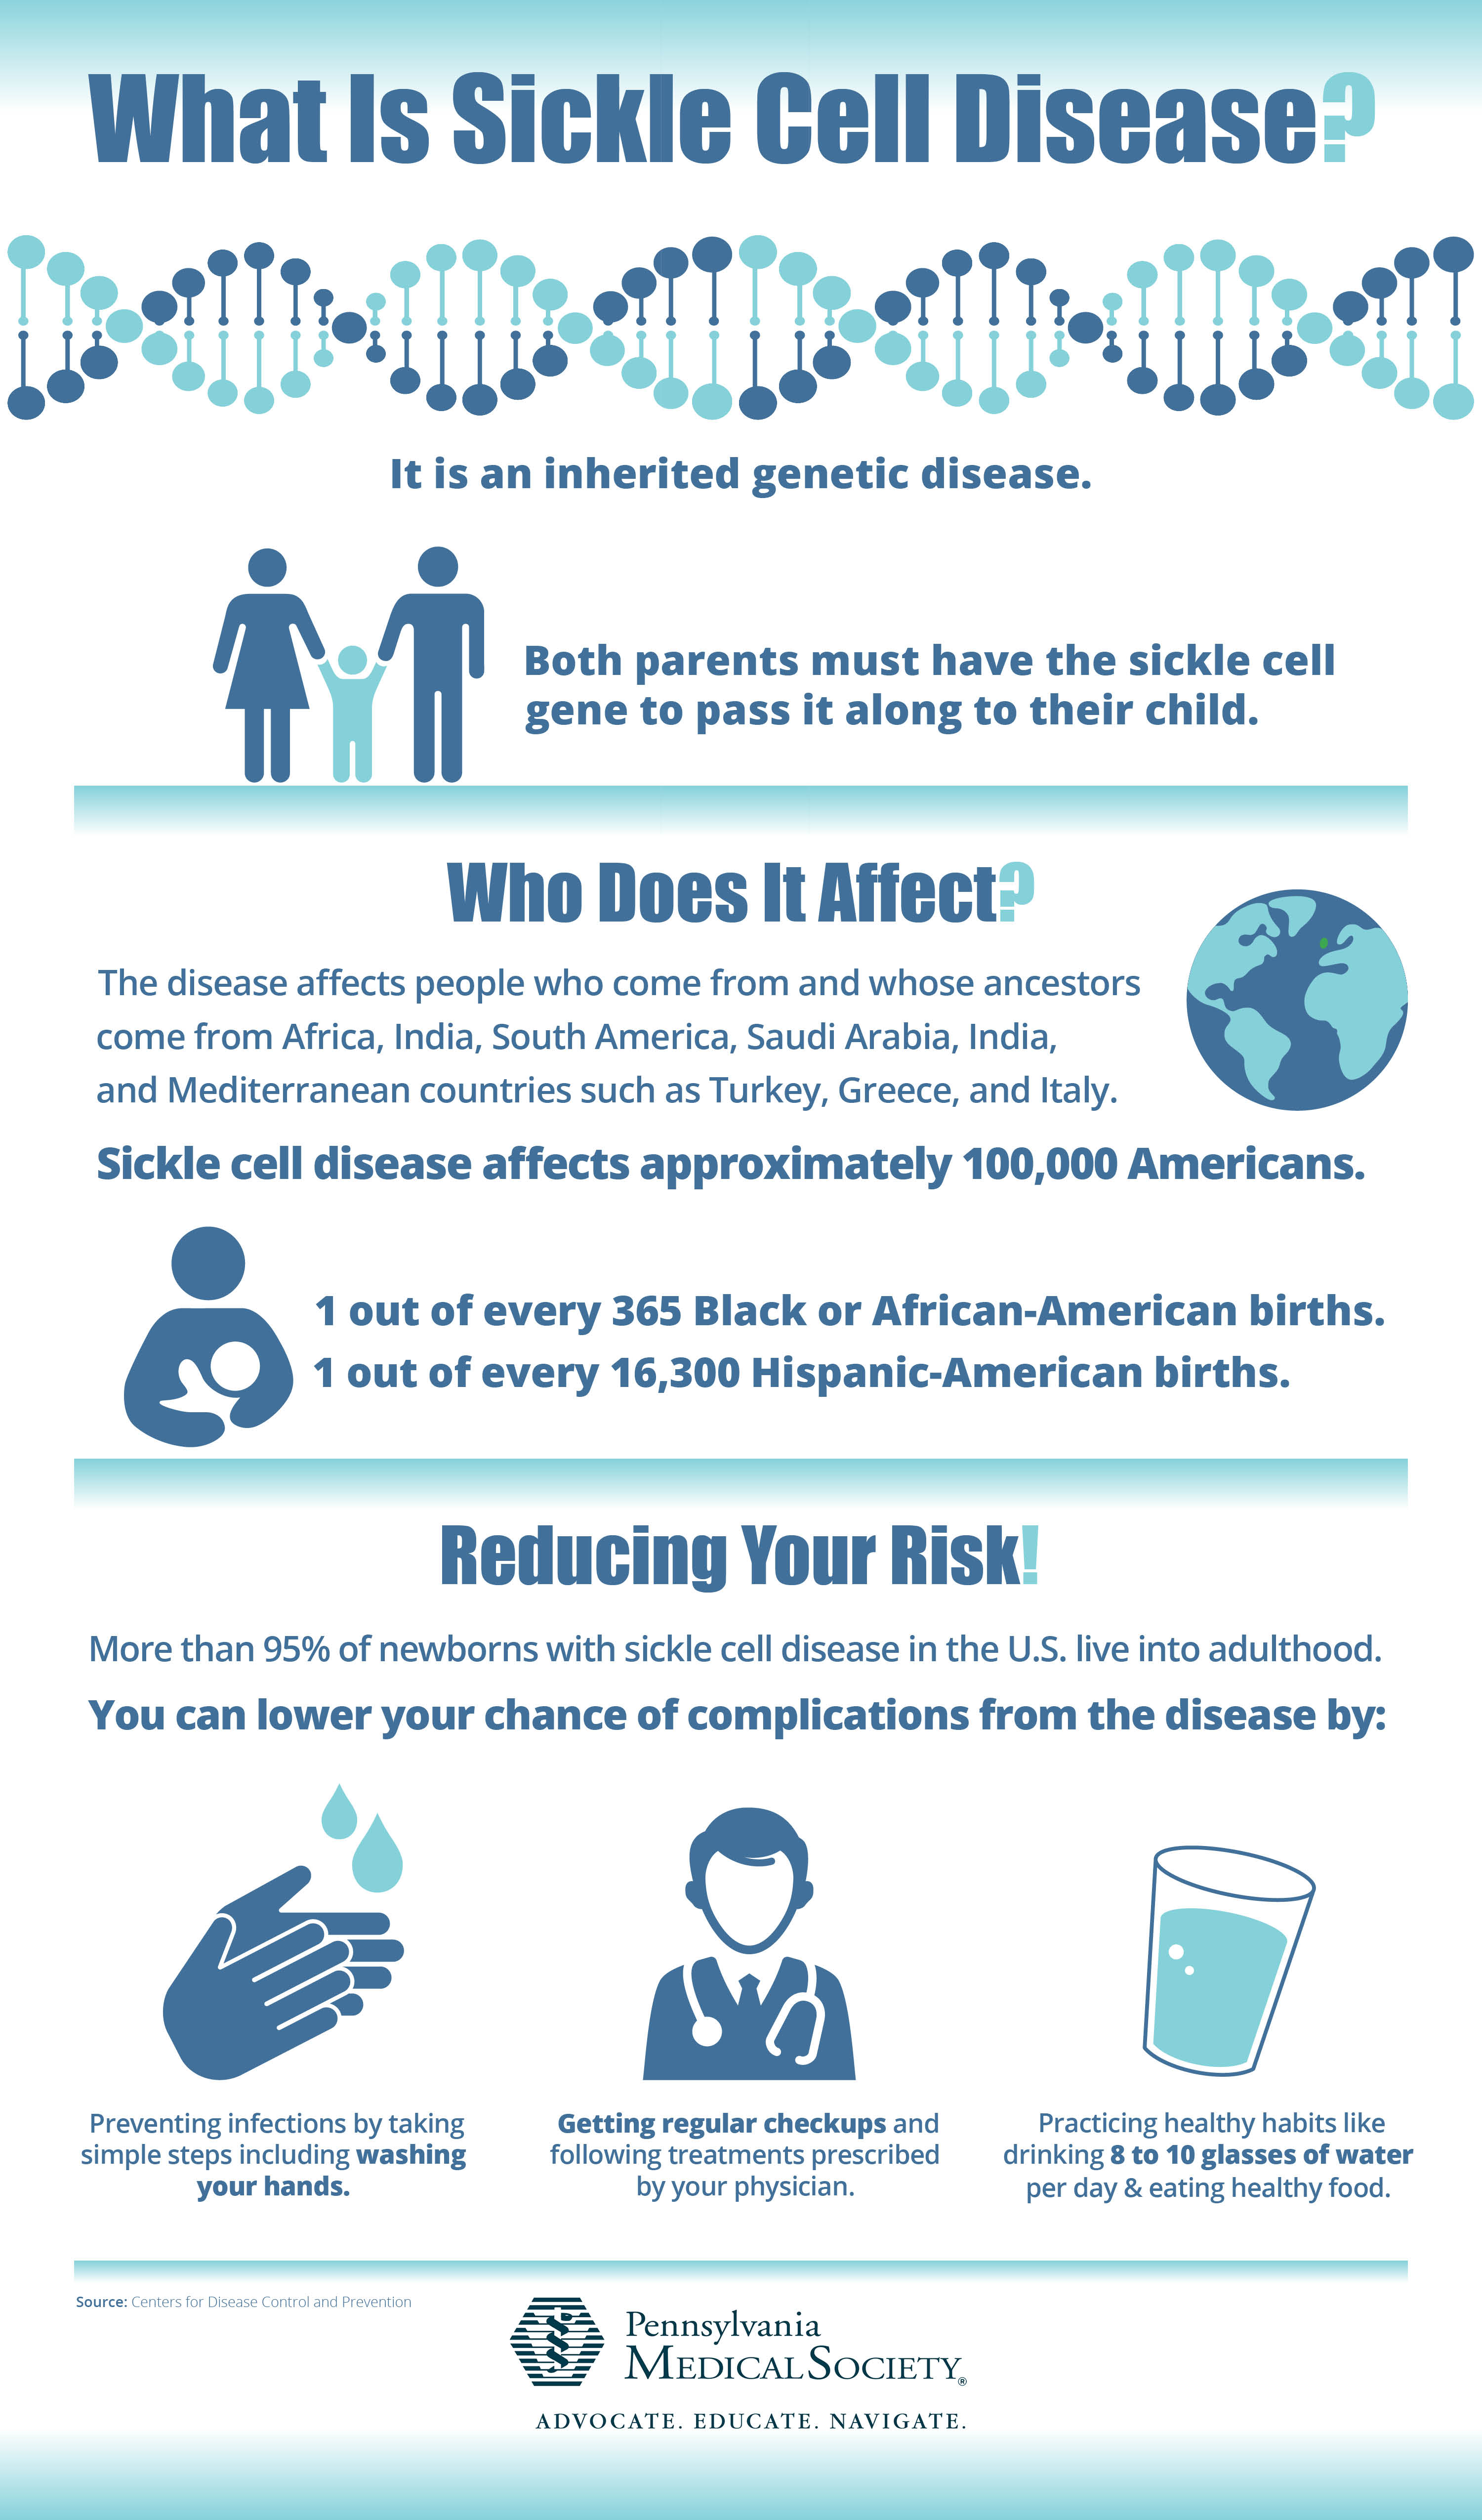 What Is Sickle Cell Disease?
It is an inherited genetic disease.
Both parents must have the sickle cell
gene to pass it along to their child.
Who Does It Affect?
The disease affects people who come from and whose ancestors
come from Africa, India, South America, Saudi Arabia, India,
and Mediterranean countries such as Turkey, Greece, and Italy.
Sickle cell disease affects approximately 100,000 Americans.
1 out of every 365 Black or African-American births.
1 out of every 16,300 Hispanic-American births.
Reducing Your Risk!
More than 95% of newborns with sickle cell disease in the U.S. live into adulthood.
You can lower your chance of complications from the disease by:
Preventing infections by taking
simple steps including washing
your hands.
Getting regular checkups and
following treatments prescribed
by your physician.
Practicing healthy habits like
drinking 8 to 10 glasses of water
per day & eating healthy food.
Source: Centers for Disease Control and Prevention
Pennsylvania
MEDICAL SOCIETY®
ADVOCATE. EDUCATE. NAVIGATE.